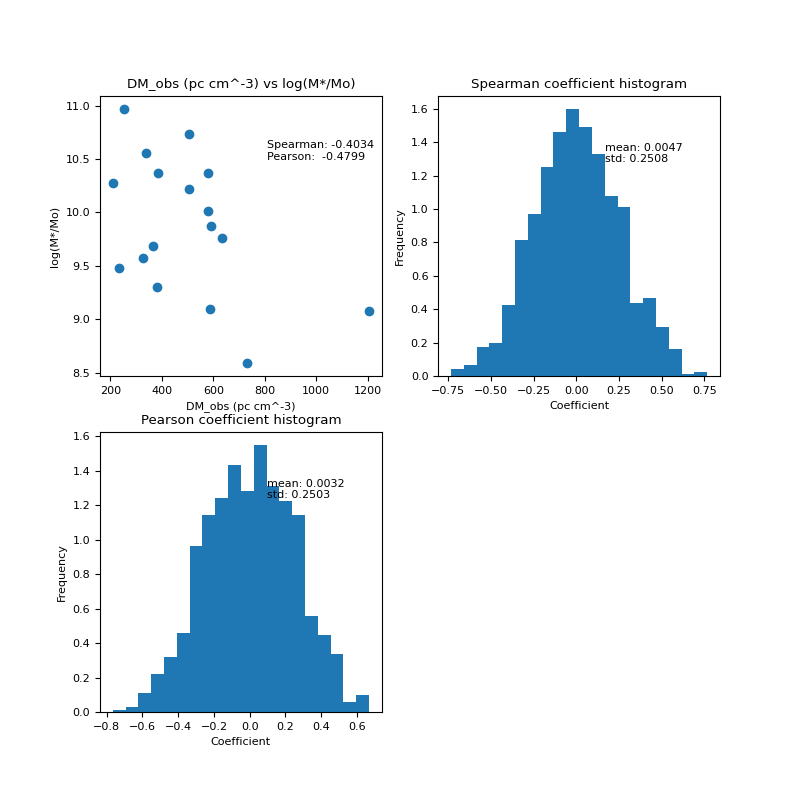 DM_obs (pc cm^-3) vs log(M*/Mo)
11.0
10.5
10.0
9.5
9.0
8.5
log(M*/Mo)
Spearman: -0.4034
Pearson:  -0.4799
200 400 600 800 1000 1200
DM_obs (pc cm^-3)
Spearman coefficient histogram
1.6
1.4
1.2
1.0
0.8
0.6
0.4
0.2
0.0
Frequency
mean: 0.0047
std: 0.2508
−0.75 −0.50 −0.25 0.00 0.25 0.50 0.75
Coefficient
Pearson coefficient histogram
1.6
1.4
1.2
1.0
0.8
0.6
0.4
0.2
0.0
Frequency
mean: 0.0032
std: 0.2503
−0.8 −0.6 −0.4 −0.2 0.0 0.2 0.4 0.6
Coefficient